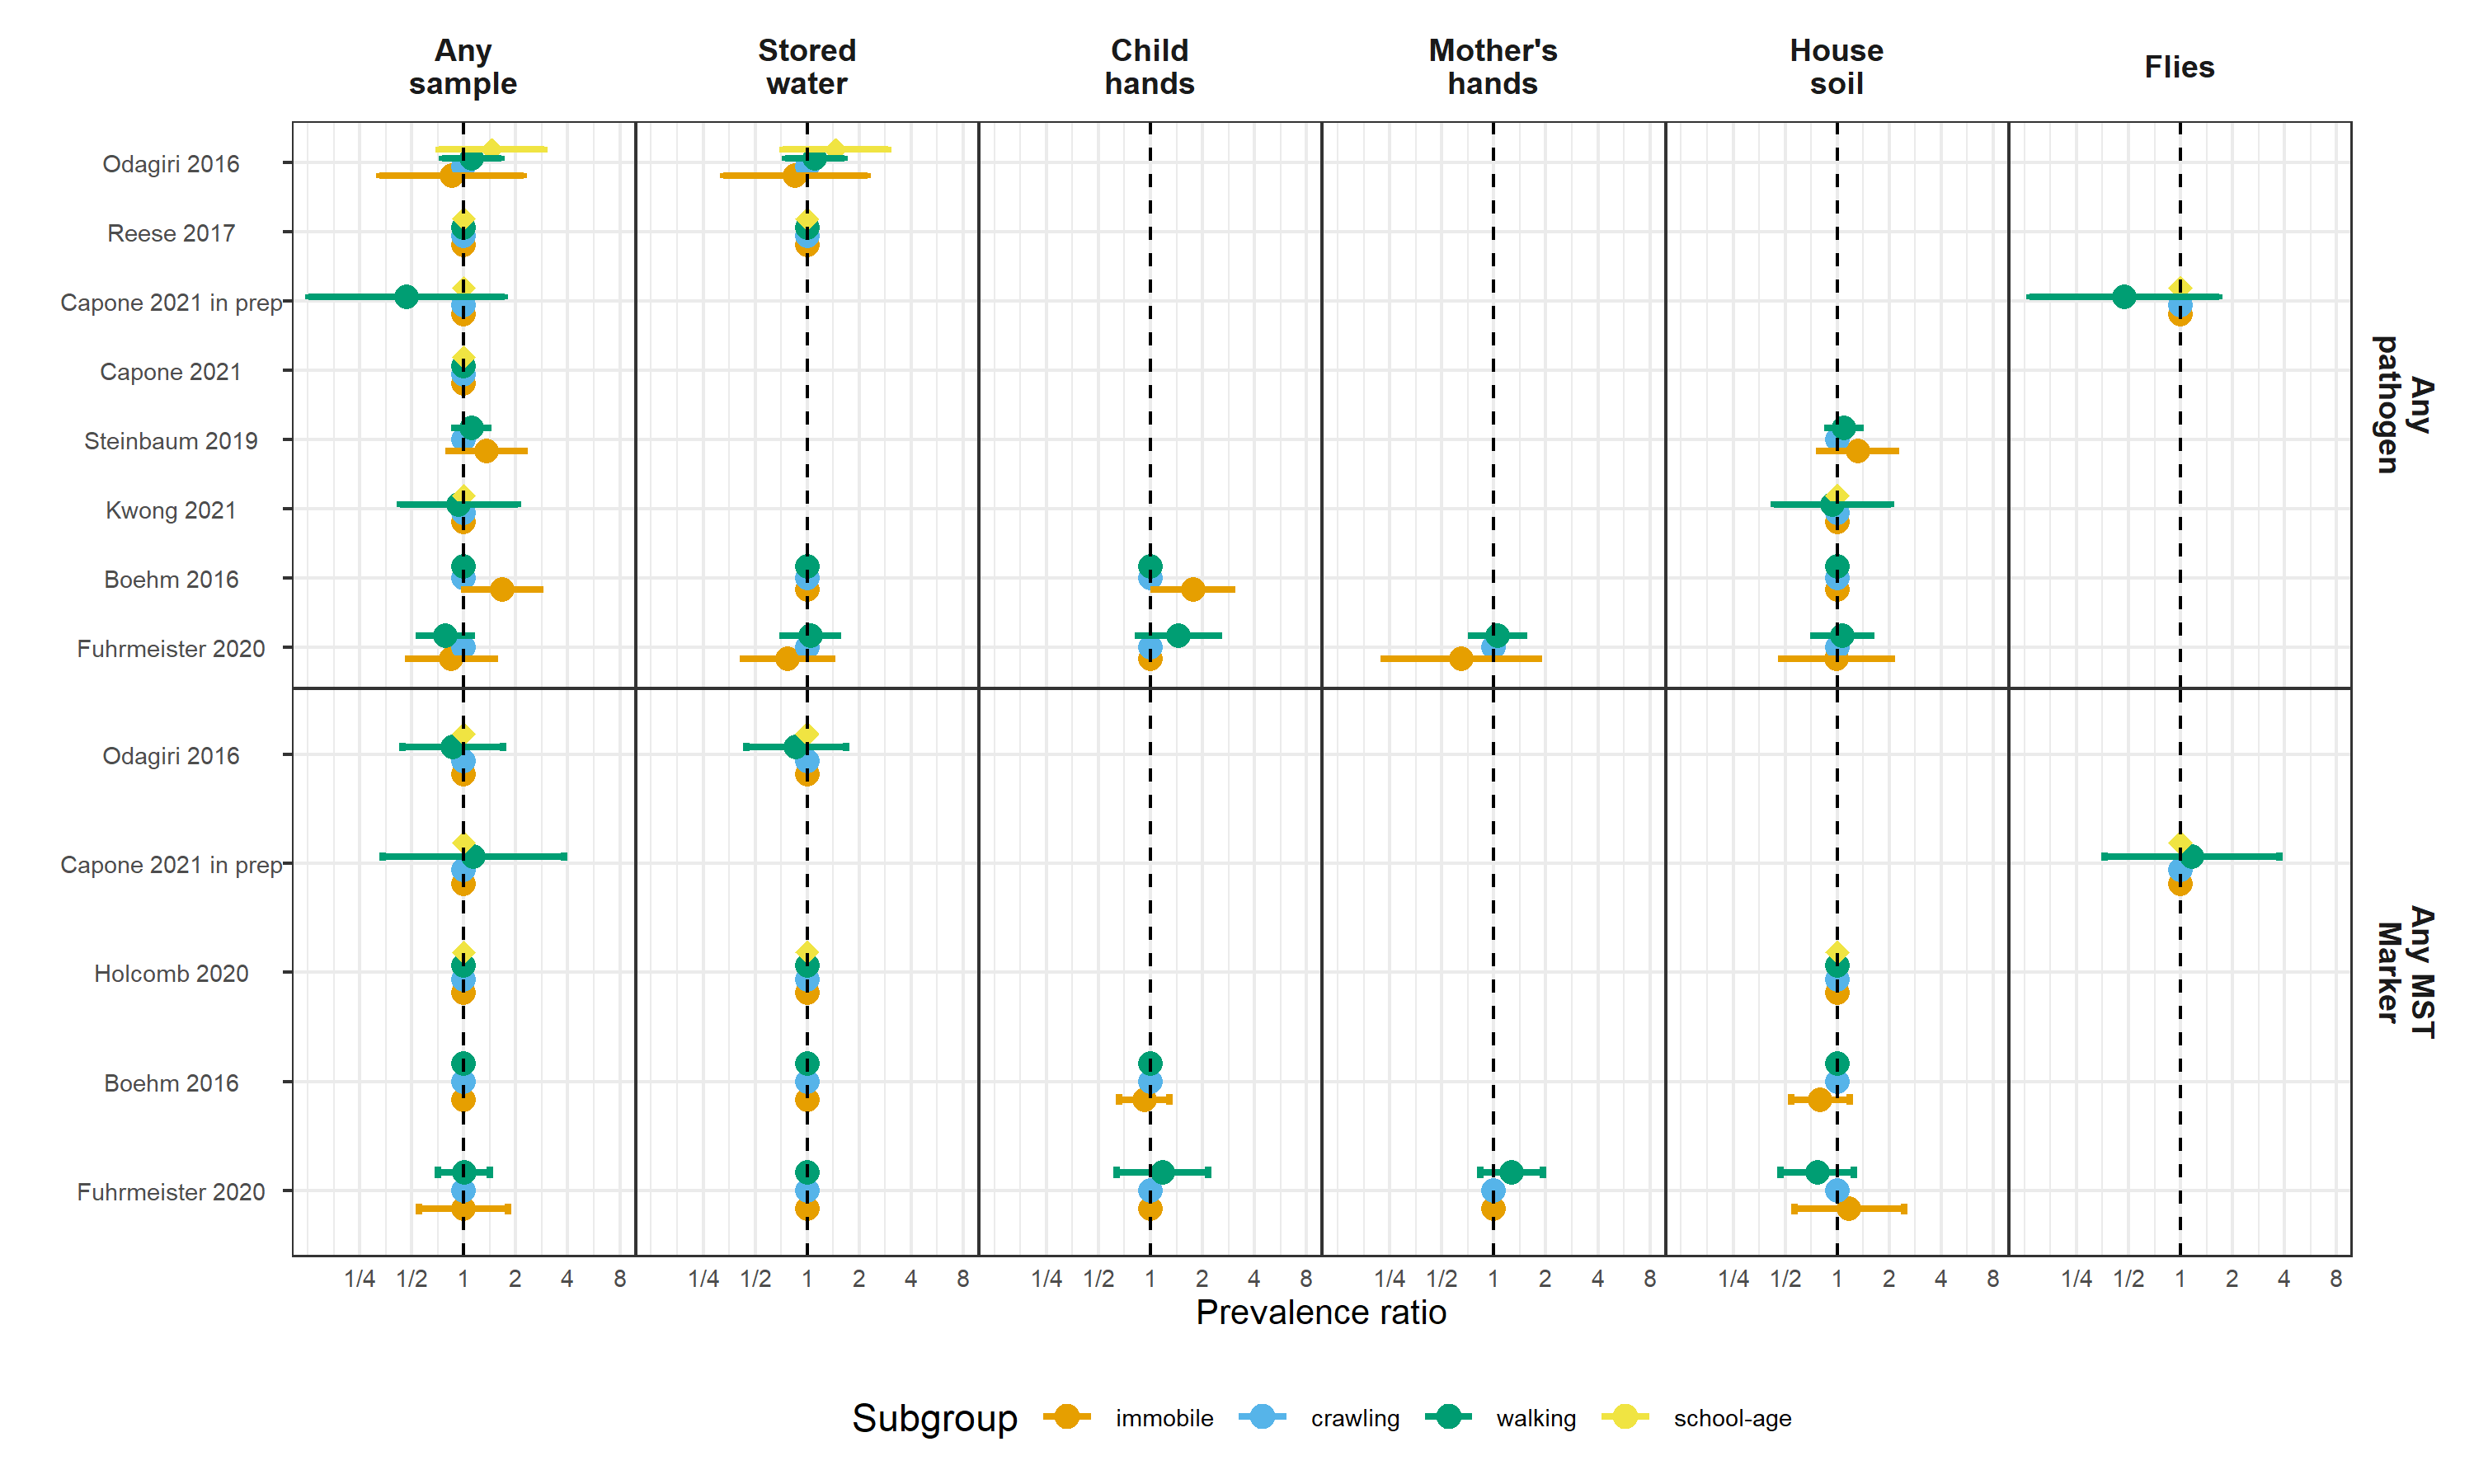 Any
sample
Stored
water
Child
hands
Mother's
hands
House
soil
Flies
Odagiri 2016
Reese 2017
Capone 2021 in prep
Capone 2021
Steinbaum 2019
Kwong 2021
Boehm 2016
Fuhrmeister 2020
Any
pathogen
Odagiri 2016
Capone 2021 in prep
Holcomb 2020
Boehm 2016
Fuhrmeister 2020
Any MST
Marker
1/4 1/2 1 2 4 8 1/4 1/2 1 2 4 8 1/4 1/2 1 2 4 8 1/4 1/2 1 2 4 8 1/4 1/2 1 2 4 8 1/4 1/2 1 2 4 8
Prevalence ratio
Subgroup immobile crawling walking school-age